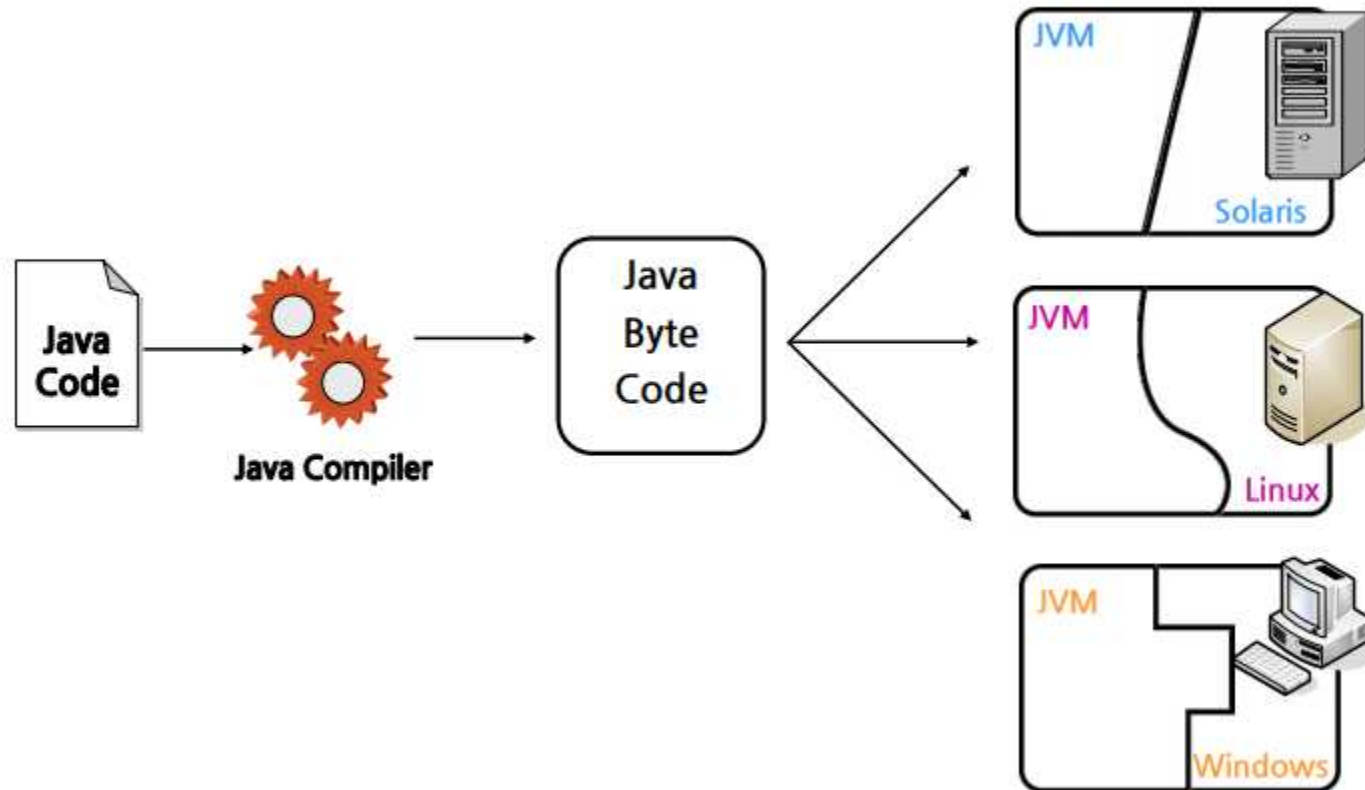 Java
Code
Java Compiler
Java
Byte
Code
JVM
Solaris
JVM
Linux
JVM
Windows